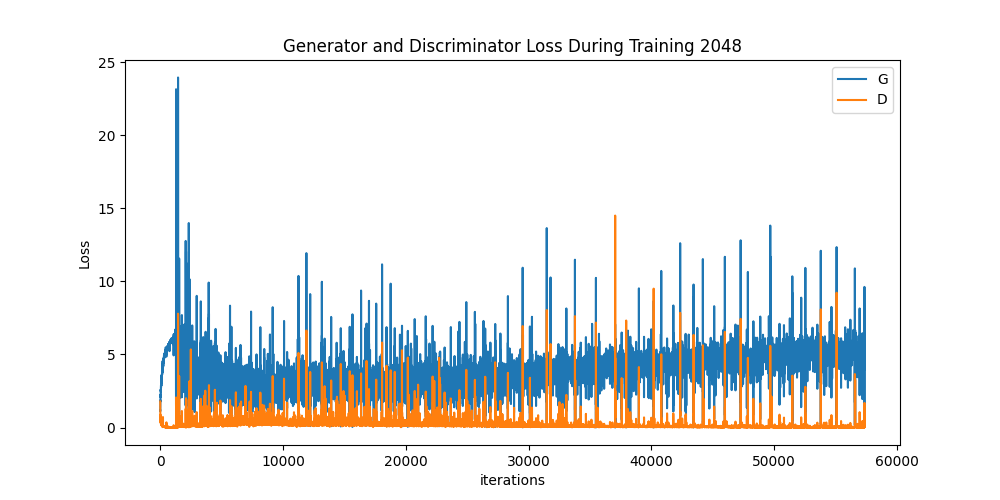 Generator and Discriminator Loss During Training 2048
G
D
25
20
15
10
5
0
Loss
0 10000 20000 30000 40000 50000 60000
iterations